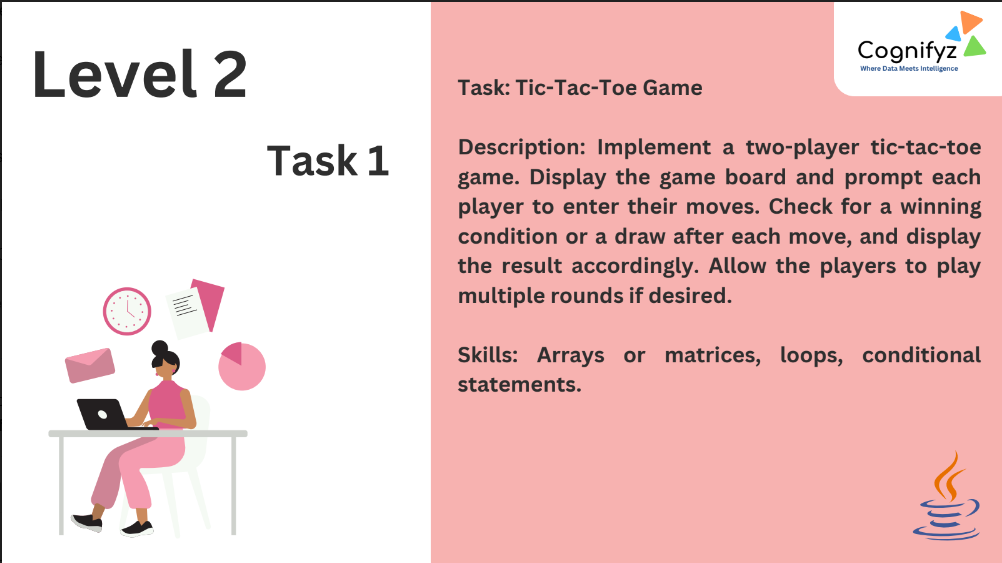 Level 2
Task 1
Cognifyz
Where Data Meets Intelligence
Task: Tic-Tac-Toe Game
Description: Implement a two-player tic-tac-toe
game. Display the game board and prompt each
player to enter their moves. Check for a winning
condition or a draw after each move, and display
the result accordingly. Allow the players to play
multiple rounds if desired.
Skills: Arrays or matrices, loops, conditional
statements.